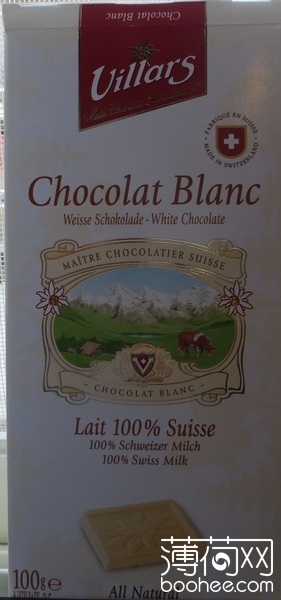 Chocolat Blanc
Villars
FABRIQUÉ EN SUISSE
MADE IN SWITZERLAND
Chocolat Blanc
Weisse Schokolade - White Chocolate
MAÎTRE CHOCOLATIER SUISSE
V
- CHOCOLAT BLANC -
Lait 100% Suisse
100% Schweizer Milch
100% Swiss Milk
100g e
All Natural
薄荷网
boohee.com